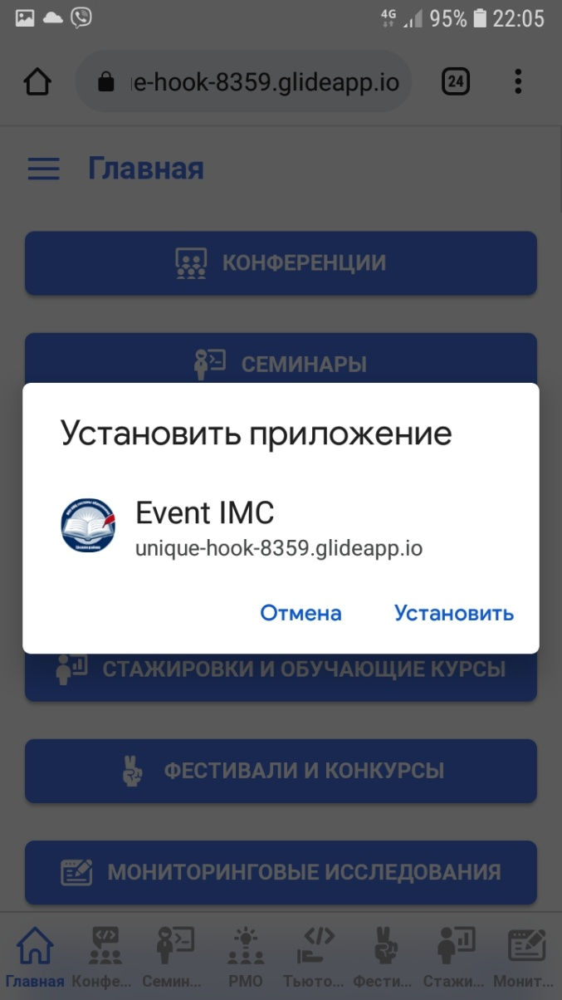 4G 95% 22:05
e-hook-8359.glideapp.io 24
Главная
КОНФЕРЕНЦИИ
СЕМИНАРЫ
Установить приложение
Event IMC
unique-hook-8359.glideapp.io
Отмена Установить
СТАЖИРОВКИ И ОБУЧАЮЩИЕ КУРСЫ
ФЕСТИВАЛИ И КОНКУРСЫ
МОНИТОРИНГОВЫЕ ИССЛЕДОВАНИЯ
Главная Конфе... Семин... РМО Тьюто... Фести... Стажи... Монит...